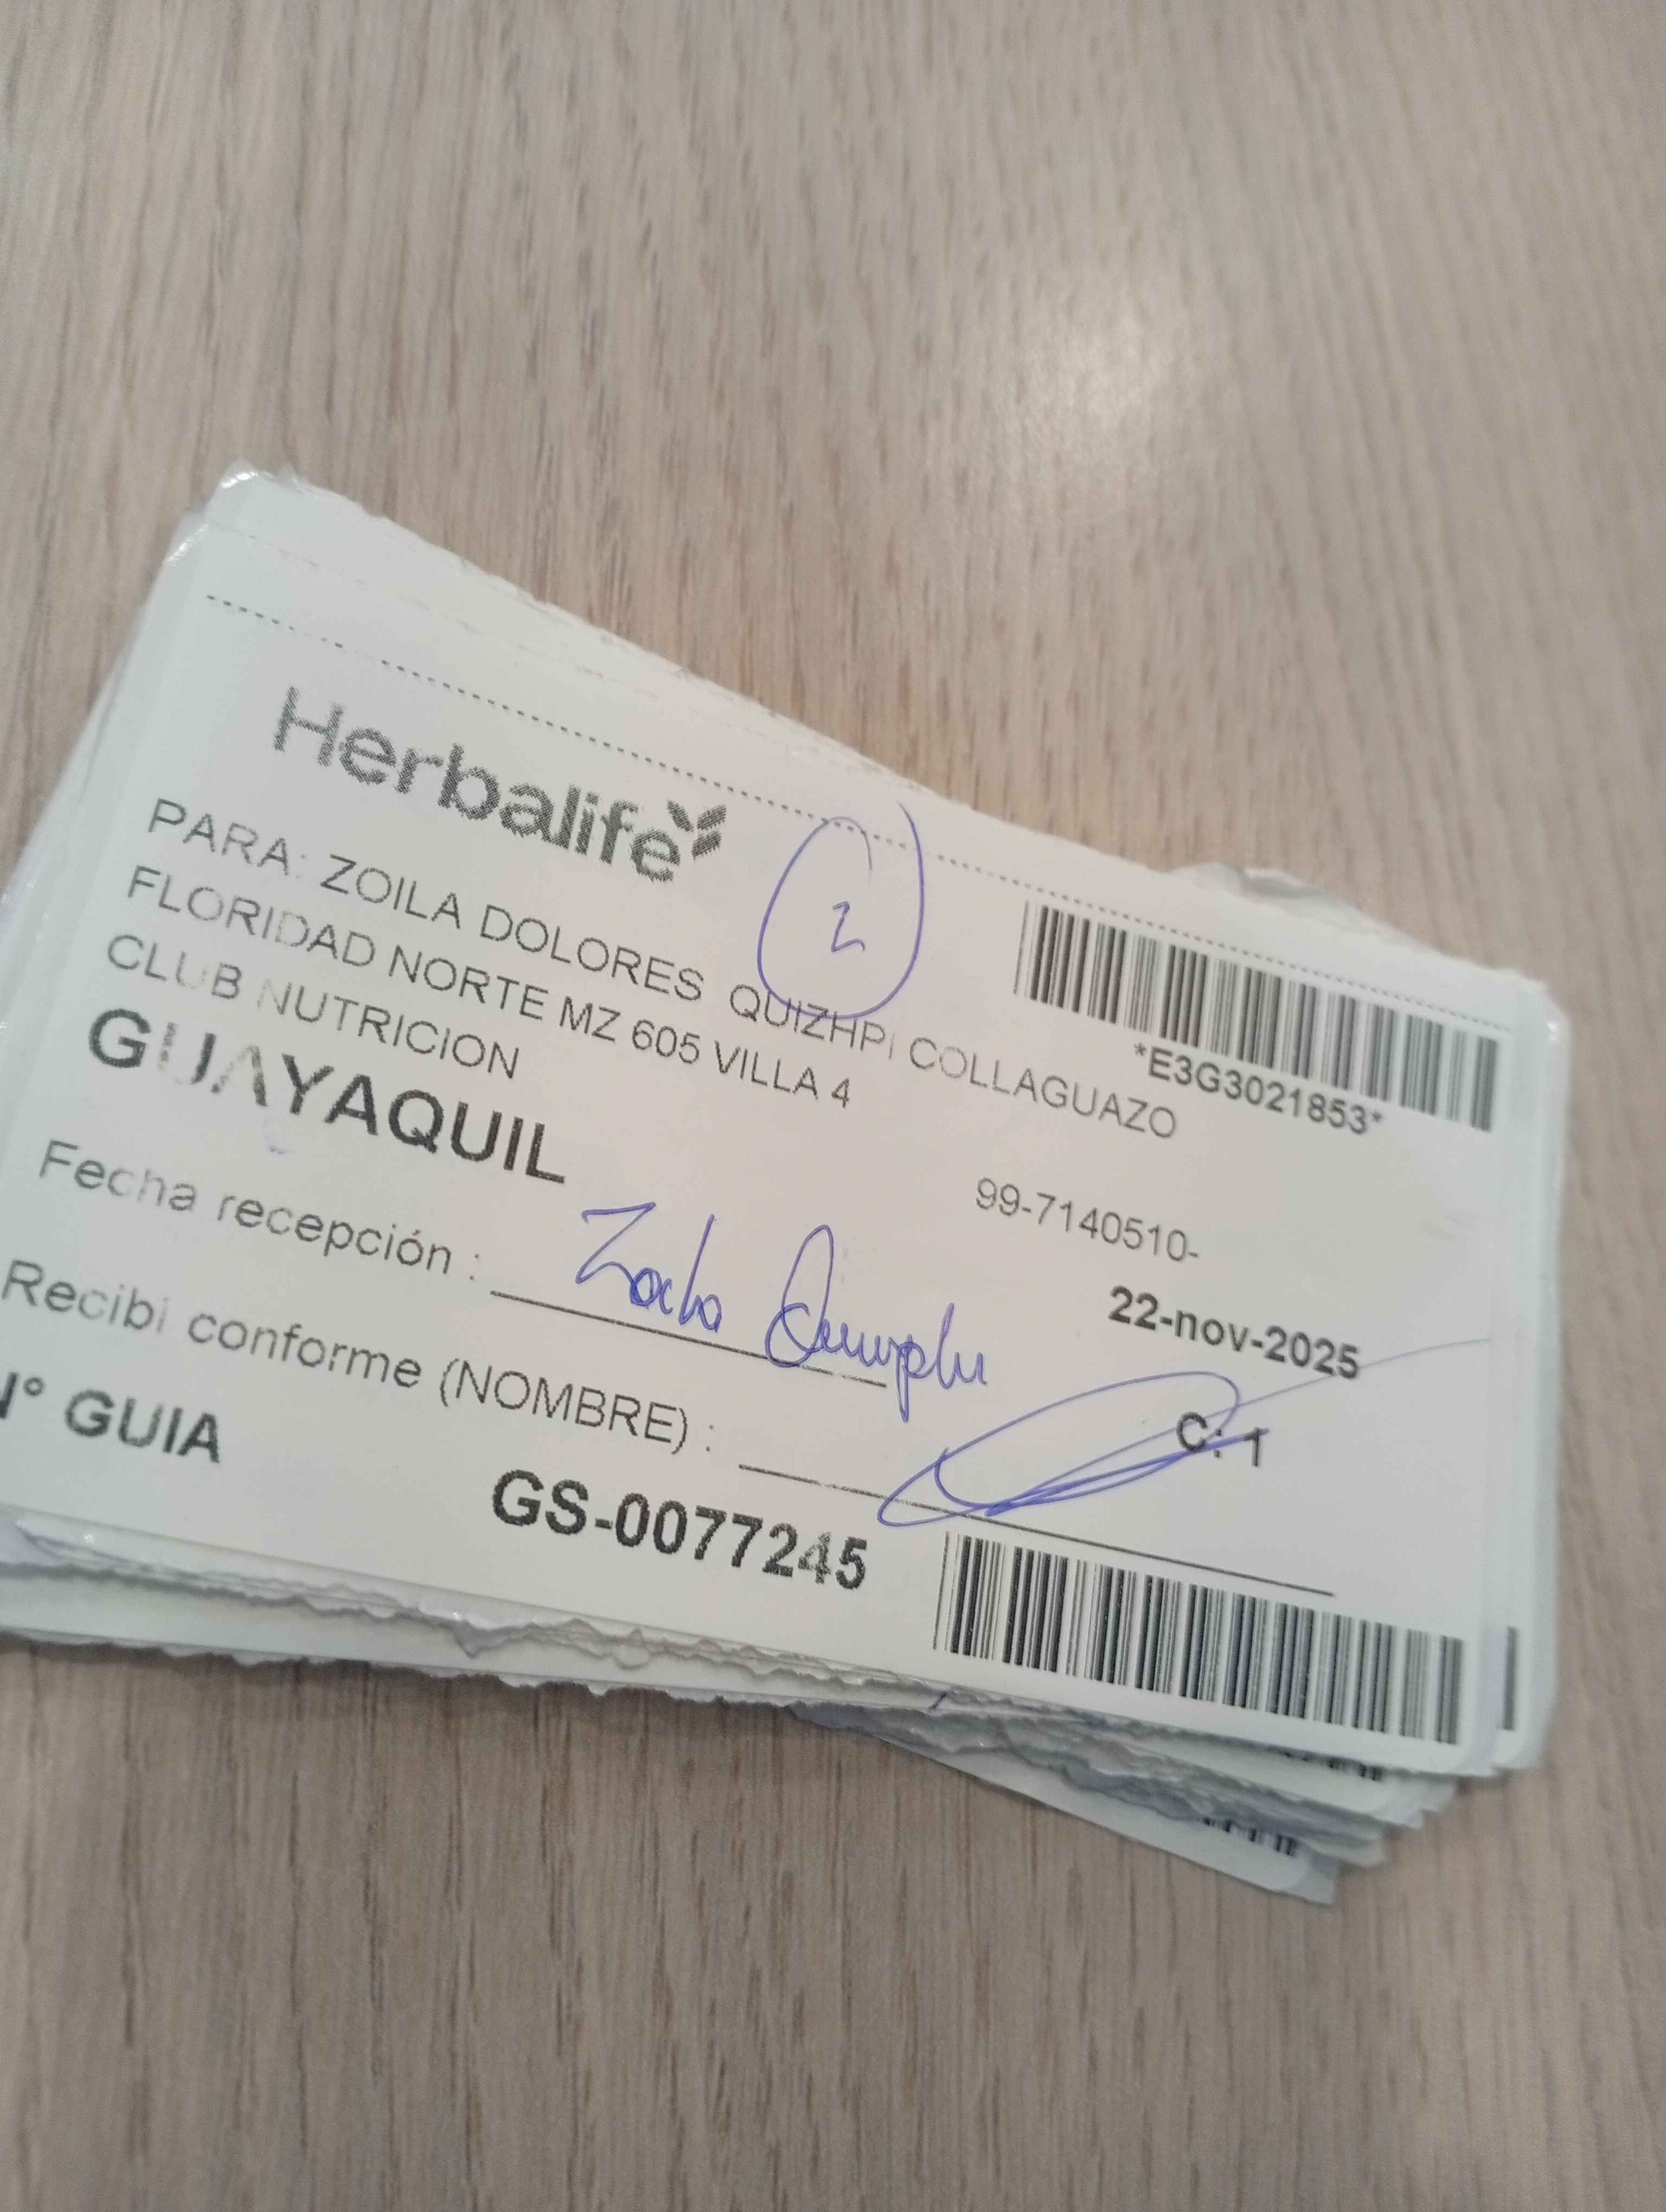 Herbalife
2
*E3G3021853*
PARA: ZOILA DOLORES QUIZHPI COLLAGUAZO
FLORIDAD NORTE MZ 605 VILLA 4
CLUB NUTRICION
99-7140510-
GUAYAQUIL
22-nov-2025
Fecha recepción :
C: 1
Recibi conforme (NOMBRE) :
N° GUIA
GS-0077245